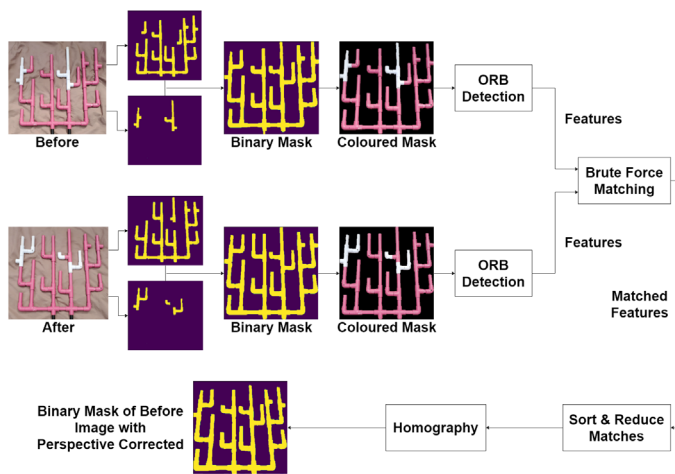 ORB
Detection
Before
Binary Mask
Coloured Mask
Features
Brute Force
Matching
Features
ORB
Detection
After
Binary Mask
Coloured Mask
Matched
Features
Binary Mask of Before
Image with
Perspective Corrected
Homography
Sort & Reduce
Matches